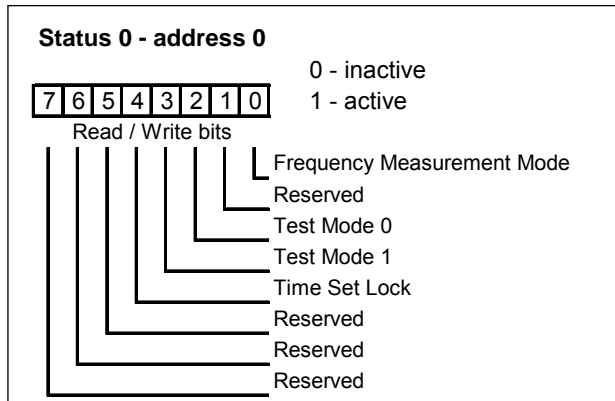 Status 0 - address 0
0 - inactive
1 - active
7 6 5 4 3 2 1 0
Read / Write bits
Frequency Measurement Mode
Reserved
Test Mode 0
Test Mode 1
Time Set Lock
Reserved
Reserved
Reserved